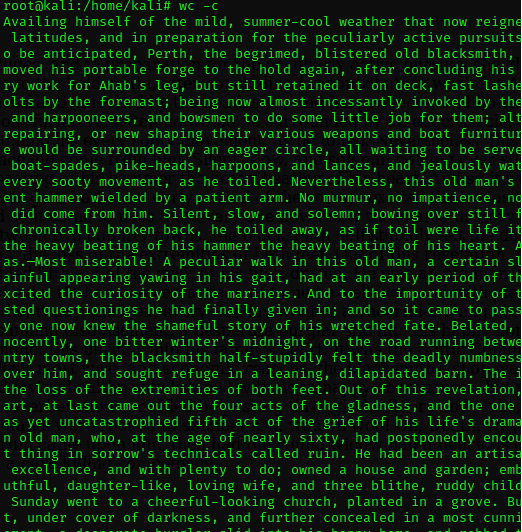 root@kali:/home/kali# wc -c
Availing himself of the mild, summer-cool weather that now reigne
latitudes, and in preparation for the peculiarly active pursuits
o be anticipated, Perth, the begrimed, blistered old blacksmith,
moved his portable forge to the hold again, after concluding his
ry work for Ahab's leg, but still retained it on deck, fast lashe
olts by the foremast; being now almost incessantly invoked by the
and harpooneers, and bowsmen to do some little job for them; alt
repairing, or new shaping their various weapons and boat furnitur
e would be surrounded by an eager circle, all waiting to be serve
boat-spades, pike-heads, harpoons, and lances, and jealously wat
every sooty movement, as he toiled. Nevertheless, this old man's
ent hammer wielded by a patient arm. No murmur, no impatience, no
did come from him. Silent, slow, and solemn; bowing over still f
chronically broken back, he toiled away, as if toil were life it
the heavy beating of his hammer the heavy beating of his heart. A
as.—Most miserable! A peculiar walk in this old man, a certain sl
ainful appearing yawing in his gait, had at an early period of th
xcited the curiosity of the mariners. And to the importunity of t
sted questionings he had finally given in; and so it came to pass
y one now knew the shameful story of his wretched fate. Belated,
nocently, one bitter winter's midnight, on the road running betwe
ntry towns, the blacksmith half-stupidly felt the deadly numbness
over him, and sought refuge in a leaning, dilapidated barn. The i
the loss of the extremities of both feet. Out of this revelation,
art, at last came out the four acts of the gladness, and the one
as yet uncatastrophied fifth act of the grief of his life's drama
n old man, who, at the age of nearly sixty, had postponedly encou
t thing in sorrow's technicals called ruin. He had been an artisa
excellence, and with plenty to do; owned a house and garden; emb
uthful, daughter-like, loving wife, and three blithe, ruddy child
Sunday went to a cheerful-looking church, planted in a grove. Bu
t, under cover of darkness, and further concealed in a most cunni